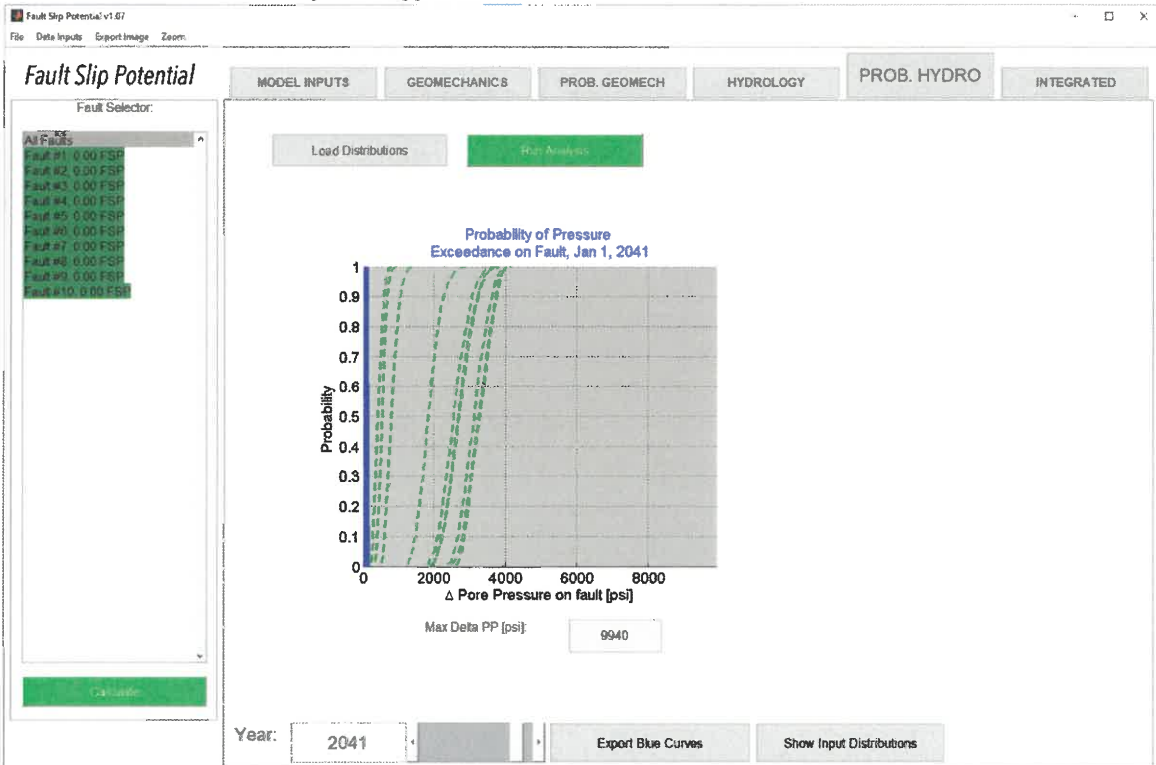 Fault Slip Potential v1.07
File Data Inputs Export Image Zoom
Fault Slip Potential
MODEL INPUTS GEOMECHANICS PROB. GEOMECH HYDROLOGY PROB. HYDRO INTEGRATED
Fault Selector:
All Faults
Fault #1, 0.00 FSP
Fault #2, 0.00 FSP
Fault #3, 0.00 FSP
Fault #4, 0.00 FSP
Fault #5, 0.00 FSP
Fault #6, 0.00 FSP
Fault #7, 0.00 FSP
Fault #8, 0.00 FSP
Fault #9, 0.00 FSP
Fault #10, 0.00 FSP
Calculate
Load Distributions Run Analysis
Probability of Pressure
Exceedance on Fault, Jan 1, 2041
Probability
1
0.9
0.8
0.7
0.6
0.5
0.4
0.3
0.2
0.1
0
0 2000 4000 6000 8000
Δ Pore Pressure on fault [psi]
Max Delta PP [psi]: 9940
Year: 2041 Export Blue Curves Show Input Distributions